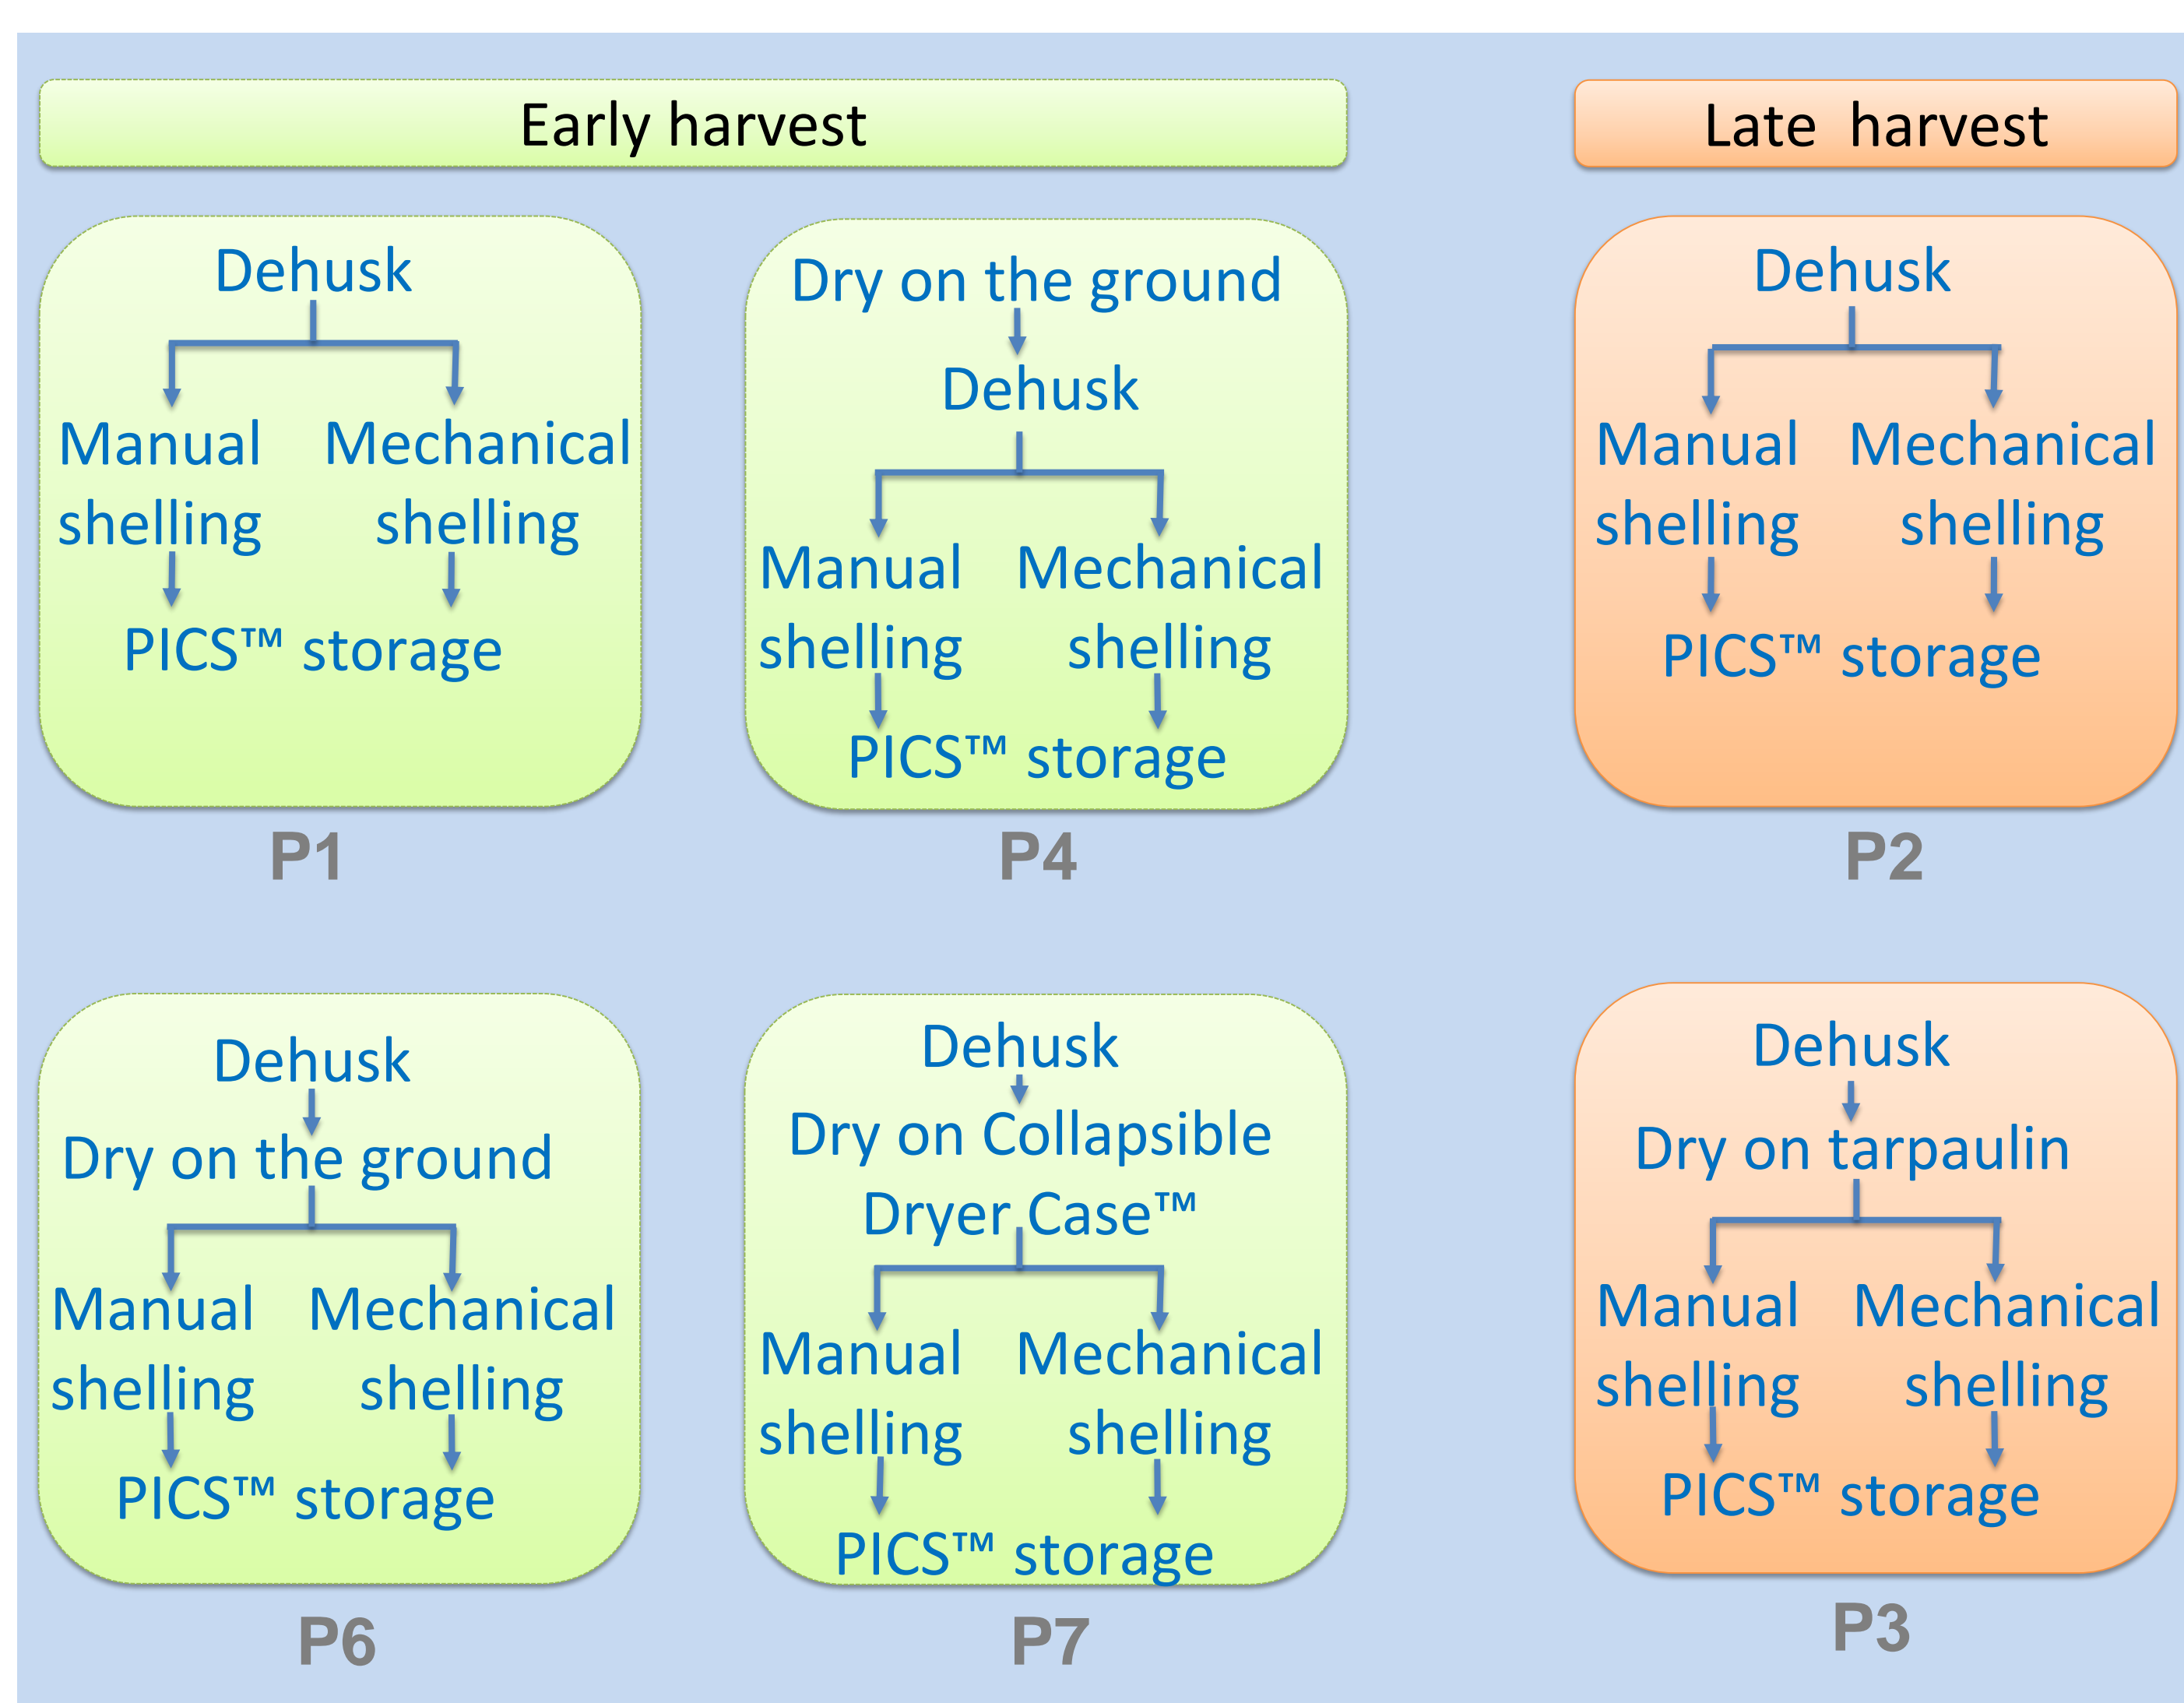 Early harvest
Late  harvest
Dehusk
Manual
shelling
Mechanical
shelling
PICS™ storage
P1
Dry on the ground
Dehusk
Manual
shelling
Mechanical
shelling
PICS™ storage
P4
Dehusk
Manual
shelling
Mechanical
shelling
PICS™ storage
P2
Dehusk
Dry on the ground
Manual
shelling
Mechanical
shelling
PICS™ storage
P6
Dehusk
Dry on Collapsible
Dryer Case™
Manual
shelling
Mechanical
shelling
PICS™ storage
P7
Dehusk
Dry on tarpaulin
Manual
shelling
Mechanical
shelling
PICS™ storage
P3